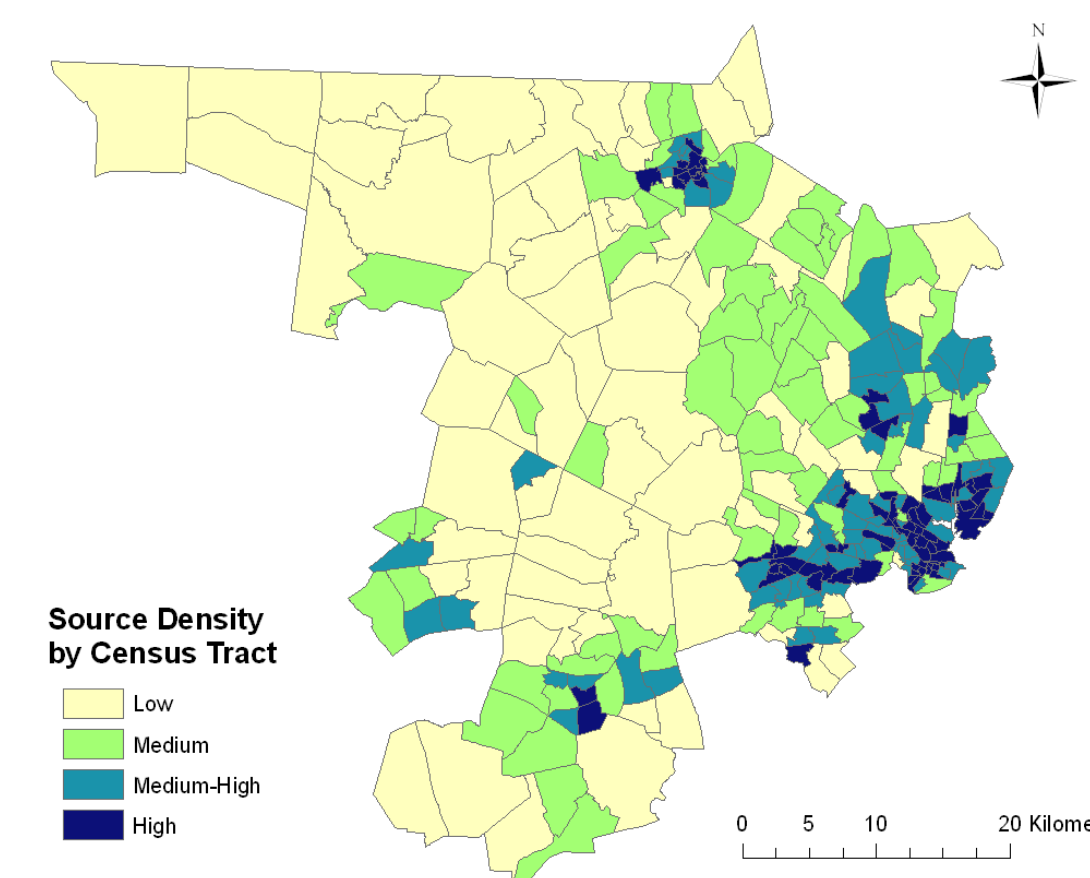 N
Source Density
by Census Tract
Low
Medium
Medium-High
High
0 5 10 20 Kilome